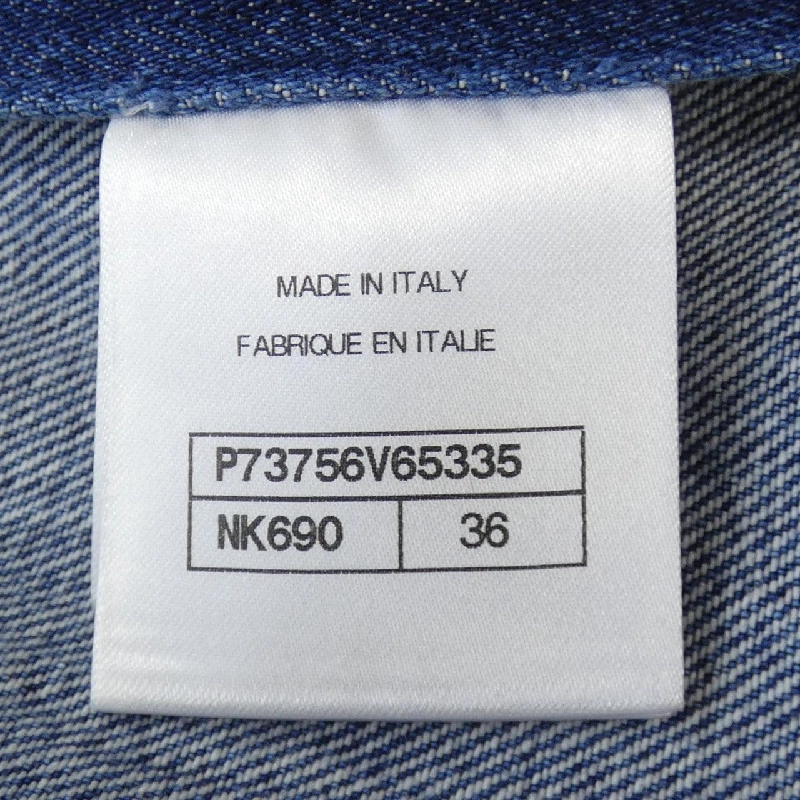 MADE IN ITALY
FABRIQUE EN ITALIE
P73756V65335
NK690 36